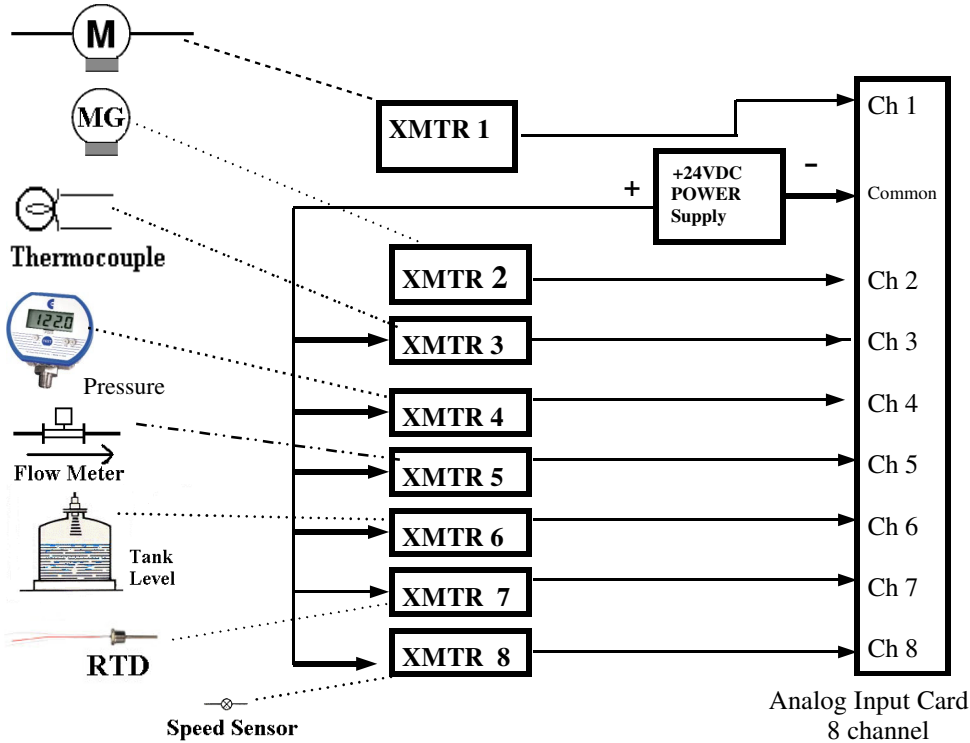 M
MG
Thermocouple
122.0
Pressure
Flow Meter
Tank
Level
RTD
Speed Sensor
XMTR 1
+24VDC
POWER
Supply
+
-
XMTR 2
XMTR 3
XMTR 4
XMTR 5
XMTR 6
XMTR 7
XMTR 8
Ch 1
Common
Ch 2
Ch 3
Ch 4
Ch 5
Ch 6
Ch 7
Ch 8
Analog Input Card
8 channel